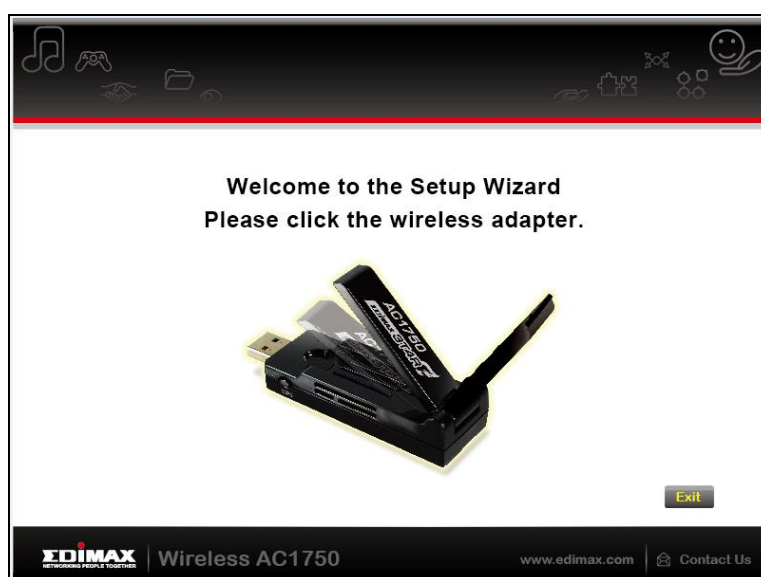 Welcome to the Setup Wizard
Please click the wireless adapter.
AC1750
EDIMAX
Exit
EDIMAX
NETWORKING PEOPLE TOGETHER
Wireless AC1750
www.edimax.com
Contact Us